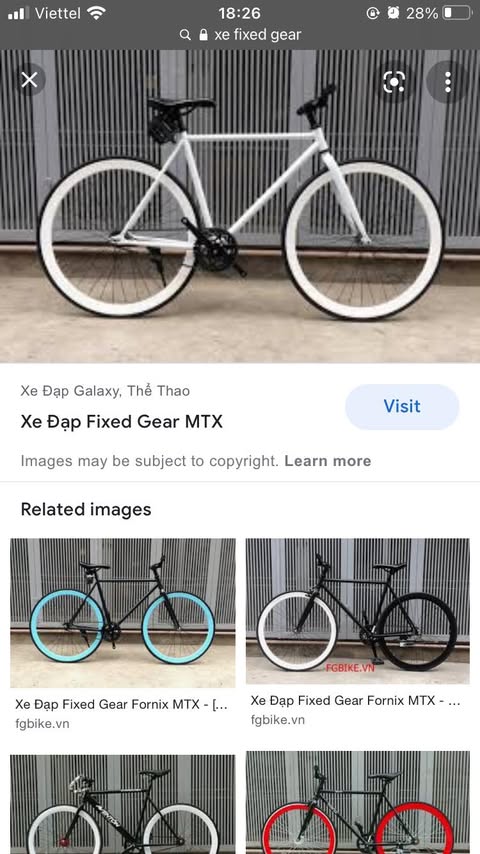 Viettel 18:26 28%
xe fixed gear
Xe Đạp Galaxy, Thể Thao
Xe Đạp Fixed Gear MTX
Visit
Images may be subject to copyright. Learn more
Related images
FGBIKE.VN
Xe Đạp Fixed Gear Fornix MTX - [...
fgbike.vn
Xe Đạp Fixed Gear Fornix MTX - ...
fgbike.vn